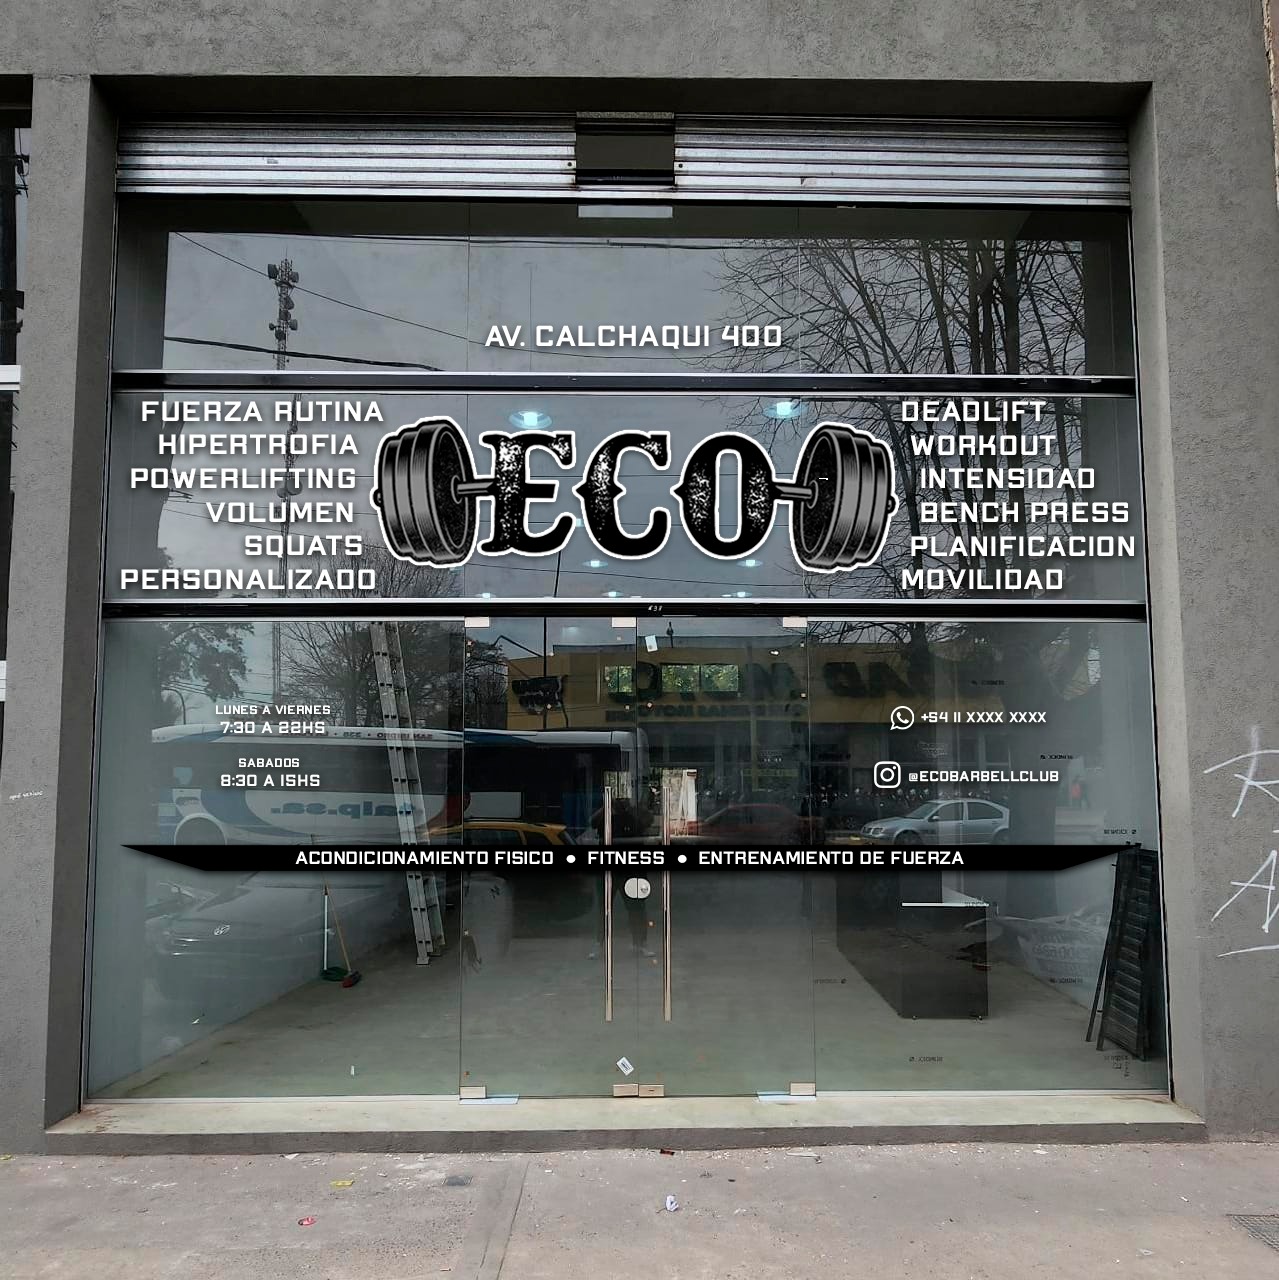 AV. CALCHAQUI 400
FUERZA RUTINA
HIPERTROFIA
POWERLIFTING
VOLUMEN
SQUATS
PERSONALIZADO
ECO
DEADLIFT
WORKOUT
INTENSIDAD
BENCH PRESS
PLANIFICACION
MOVILIDAD
LUNES A VIERNES
7:30 A 22HS
SABADOS
8:30 A 15HS
+54 11 XXXX XXXX
@ECOBARBELLCLUB
ACONDICIONAMIENTO FISICO • FITNESS • ENTRENAMIENTO DE FUERZA